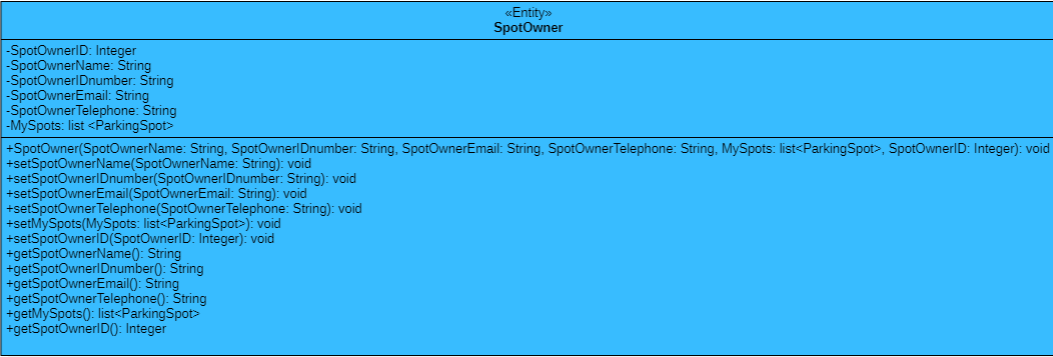 «Entity»
SpotOwner
-SpotOwnerID: Integer
-SpotOwnerName: String
-SpotOwnerIDnumber: String
-SpotOwnerEmail: String
-SpotOwnerTelephone: String
-MySpots: list <ParkingSpot>
+SpotOwner(SpotOwnerName: String, SpotOwnerIDnumber: String, SpotOwnerEmail: String, SpotOwnerTelephone: String, MySpots: list<ParkingSpot>, SpotOwnerID: Integer): void
+setSpotOwnerName(SpotOwnerName: String): void
+setSpotOwnerIDnumber(SpotOwnerIDnumber: String): void
+setSpotOwnerEmail(SpotOwnerEmail: String): void
+setSpotOwnerTelephone(SpotOwnerTelephone: String): void
+setMySpots(MySpots: list<ParkingSpot>): void
+setSpotOwnerID(SpotOwnerID: Integer): void
+getSpotOwnerName(): String
+getSpotOwnerIDnumber(): String
+getSpotOwnerEmail(): String
+getSpotOwnerTelephone(): String
+getMySpots(): list<ParkingSpot>
+getSpotOwnerID(): Integer